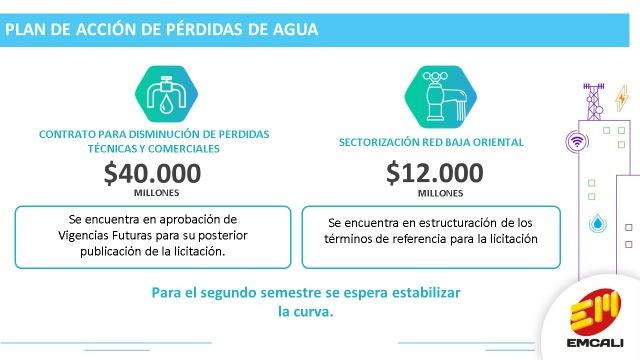 PLAN DE ACCIÓN DE PÉRDIDAS DE AGUA
CONTRATO PARA DISMINUCIÓN DE PERDIDAS
TÉCNICAS Y COMERCIALES
$40.000
MILLONES
Se encuentra en aprobación de
Vigencias Futuras para su posterior
publicación de la licitación.
SECTORIZACIÓN RED BAJA ORIENTAL
$12.000
MILLONES
Se encuentra en estructuración de los
términos de referencia para la licitación
Para el segundo semestre se espera estabilizar
la curva.
EM
EMCALI